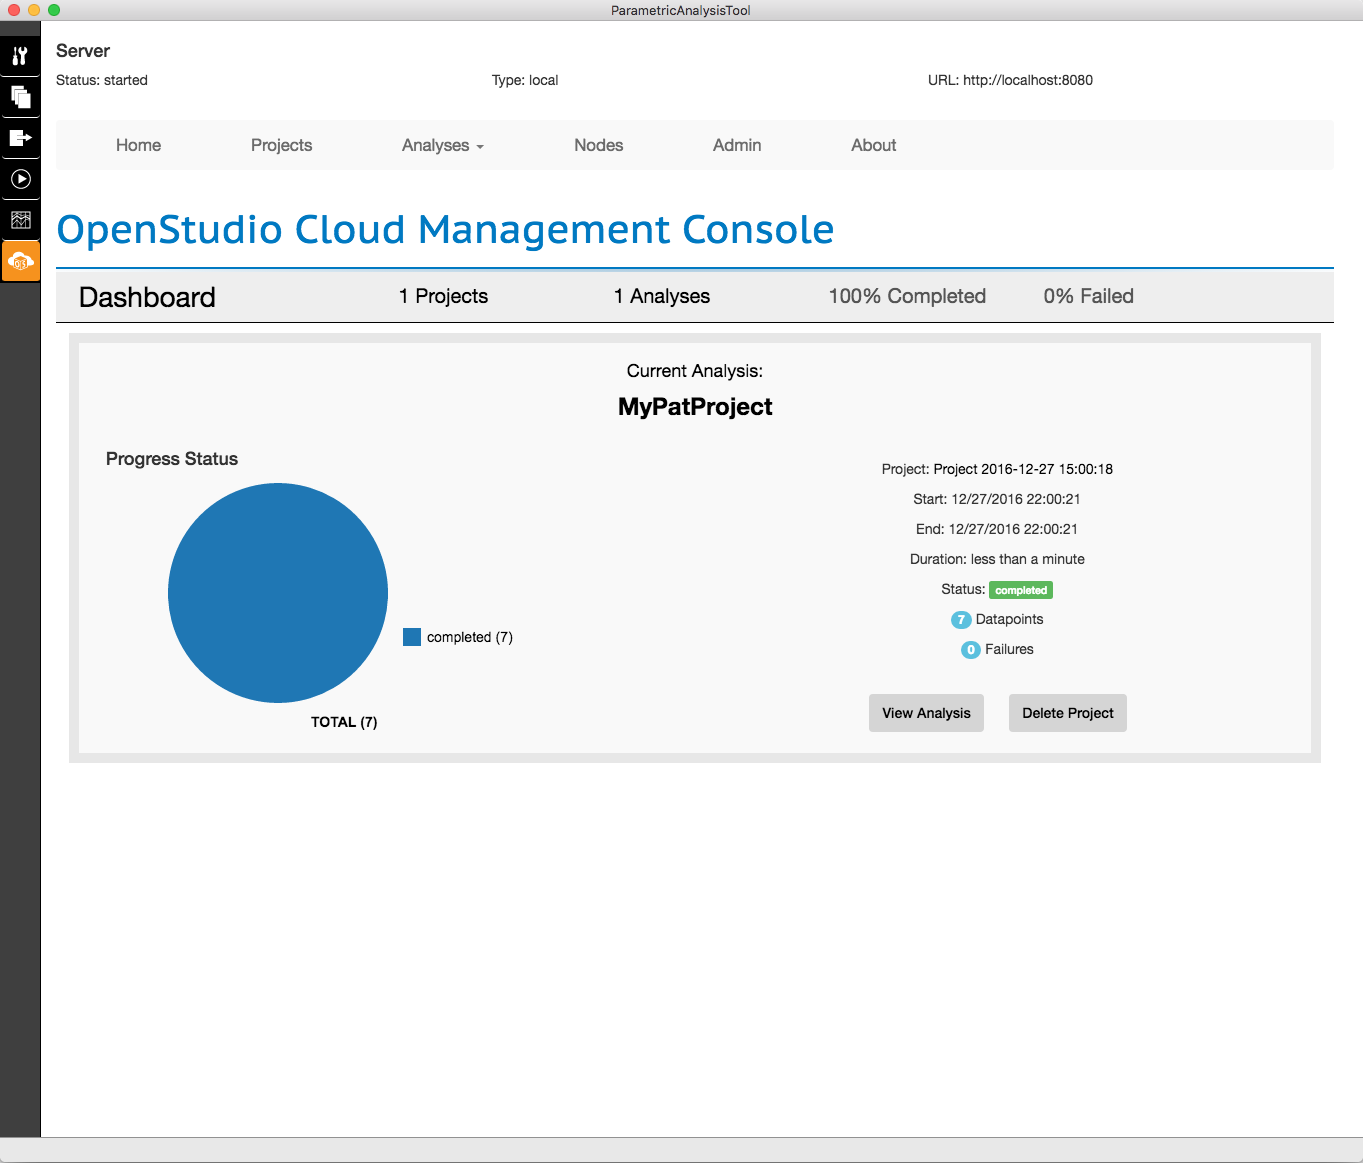 ParametricAnalysisTool
Server
Status: started
Type: local
URL: http://localhost:8080
Home Projects Analyses Nodes Admin About
OpenStudio Cloud Management Console
Dashboard 1 Projects 1 Analyses 100% Completed 0% Failed
Current Analysis:
MyPatProject
Progress Status
completed (7)
TOTAL (7)
Project: Project 2016-12-27 15:00:18
Start: 12/27/2016 22:00:21
End: 12/27/2016 22:00:21
Duration: less than a minute
Status: completed
7 Datapoints
0 Failures
View Analysis Delete Project